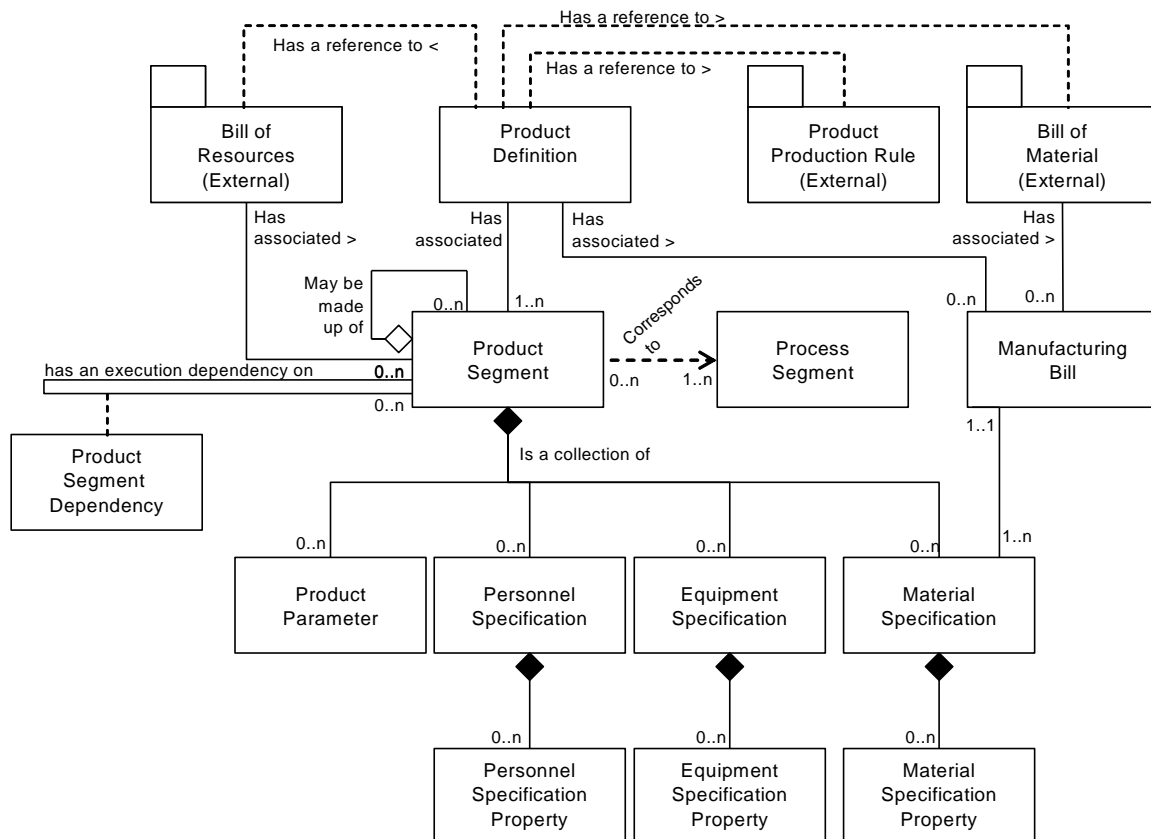 Has a reference to >
Has a reference to <
Has a reference to >
Bill of
Resources
(External)
Product
Definition
Product
Production Rule
(External)
Bill of
Material
(External)
Has
associated >
Has
associated
Has
associated >
Has
associated >
May be
made
up of
0..n
1..n
Corresponds
to
0..n
0..n
Product
Segment
0..n
1..n
Process
Segment
Manufacturing
Bill
has an execution dependency on
0..n
0..n
1..1
Product
Segment
Dependency
Is a collection of
0..n
0..n
0..n
0..n
1..n
Product
Parameter
Personnel
Specification
Equipment
Specification
Material
Specification
0..n
0..n
0..n
Personnel
Specification
Property
Equipment
Specification
Property
Material
Specification
Property